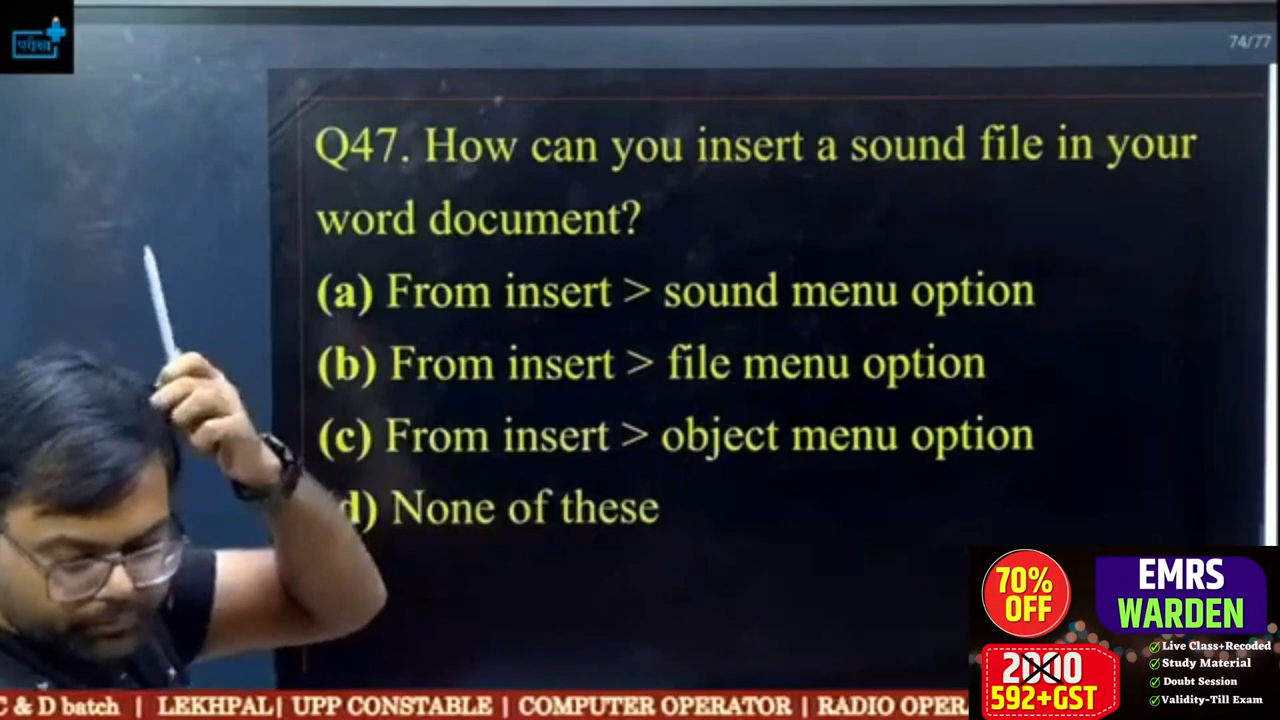 परीक्षा
74/77
Q47. How can you insert a sound file in your
word document?
(a) From insert > sound menu option
(b) From insert > file menu option
(c) From insert > object menu option
d) None of these
70%
OFF
EMRS
WARDEN
2000
592+GST
Live Class+Recoded
Study Material
Doubt Session
Validity-Till Exam
C & D batch | LEKHPAL| UPP CONSTABLE | COMPUTER OPERATOR | RADIO OPERA